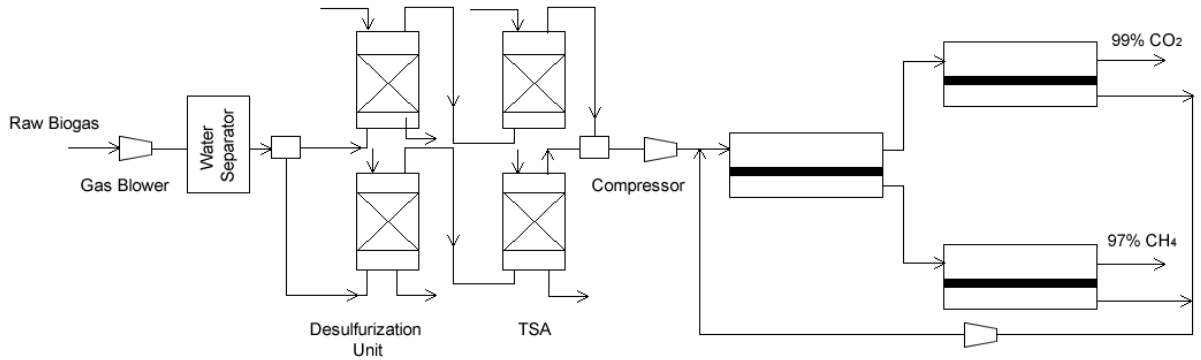 99% CO₂
Raw Biogas
Water
Separator
Gas Blower
Compressor
97% CH₄
Desulfurization
Unit
TSA